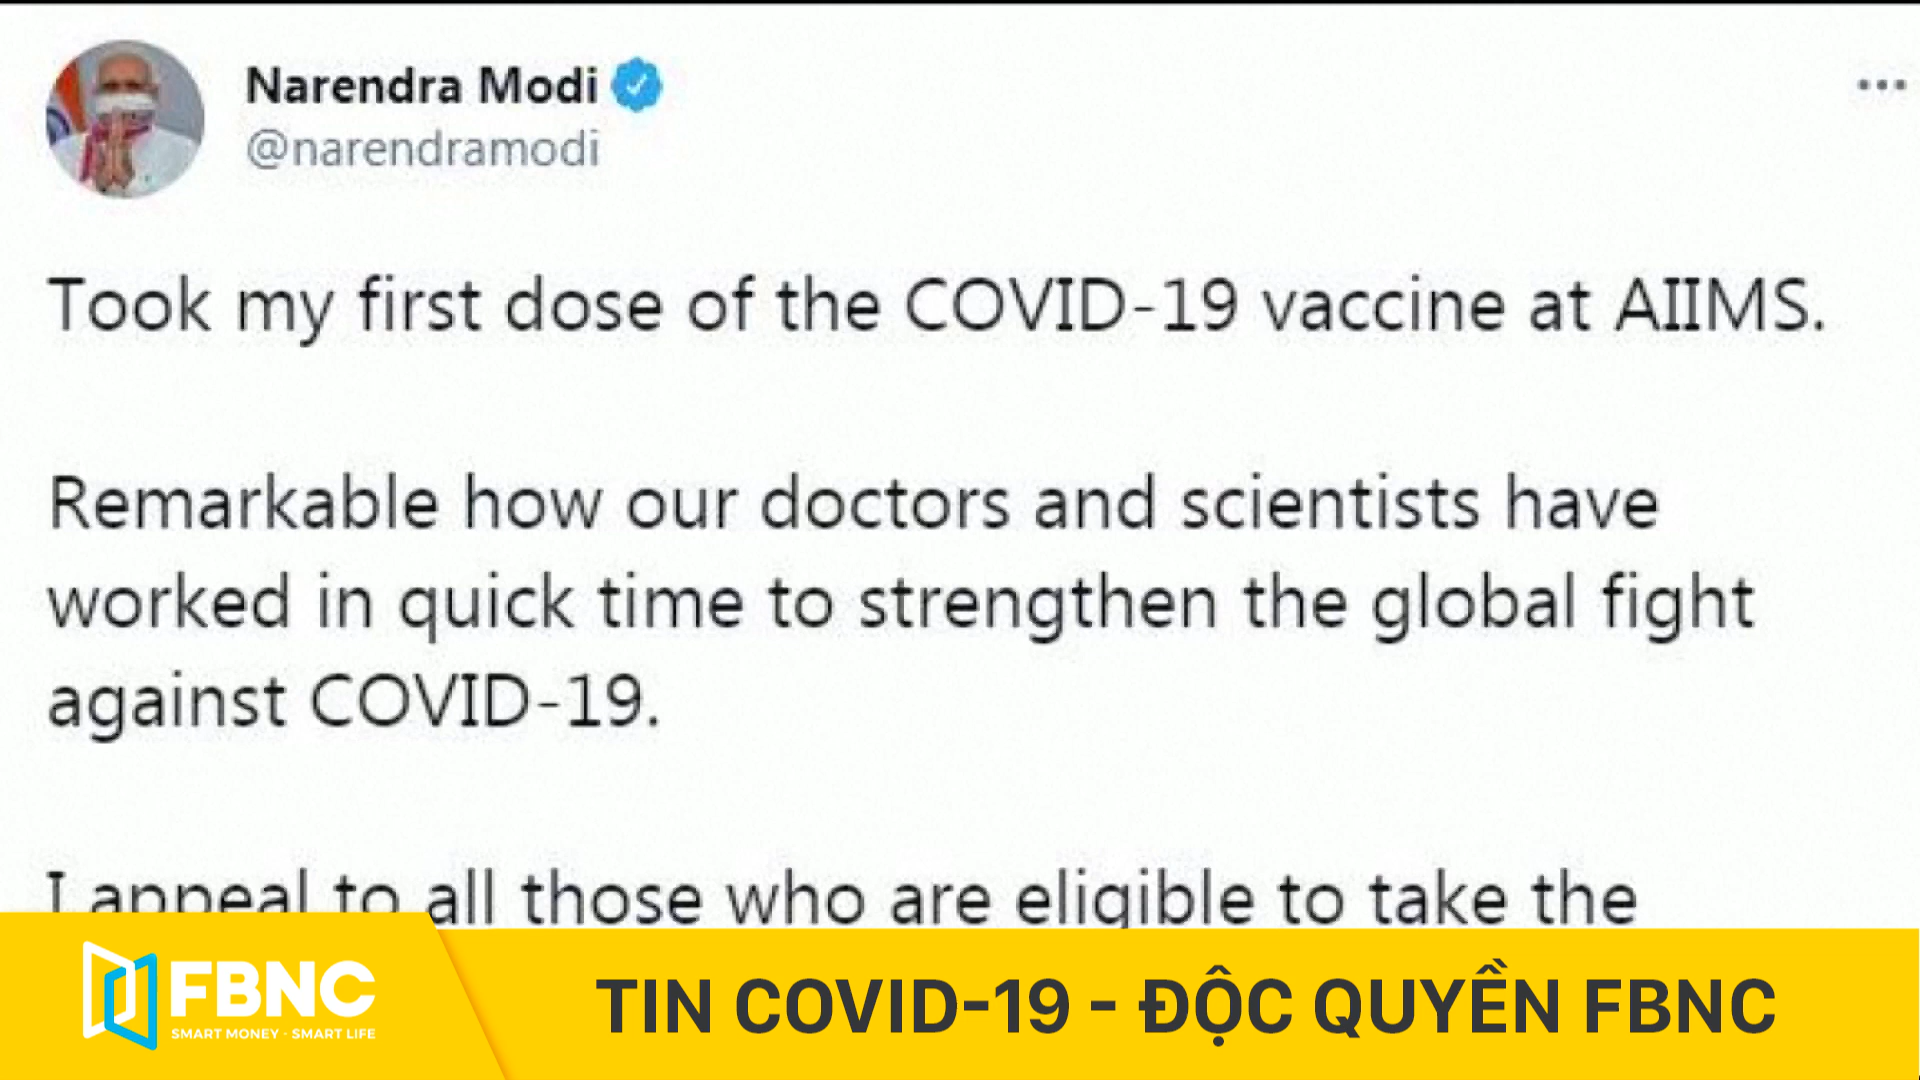 Narendra Modi
@narendramodi
Took my first dose of the COVID-19 vaccine at AIIMS.
Remarkable how our doctors and scientists have
worked in quick time to strengthen the global fight
against COVID-19.
I appeal to all those who are eligible to take the
FBNC
SMART MONEY - SMART LIFE
TIN COVID-19 - ĐỘC QUYỀN FBNC